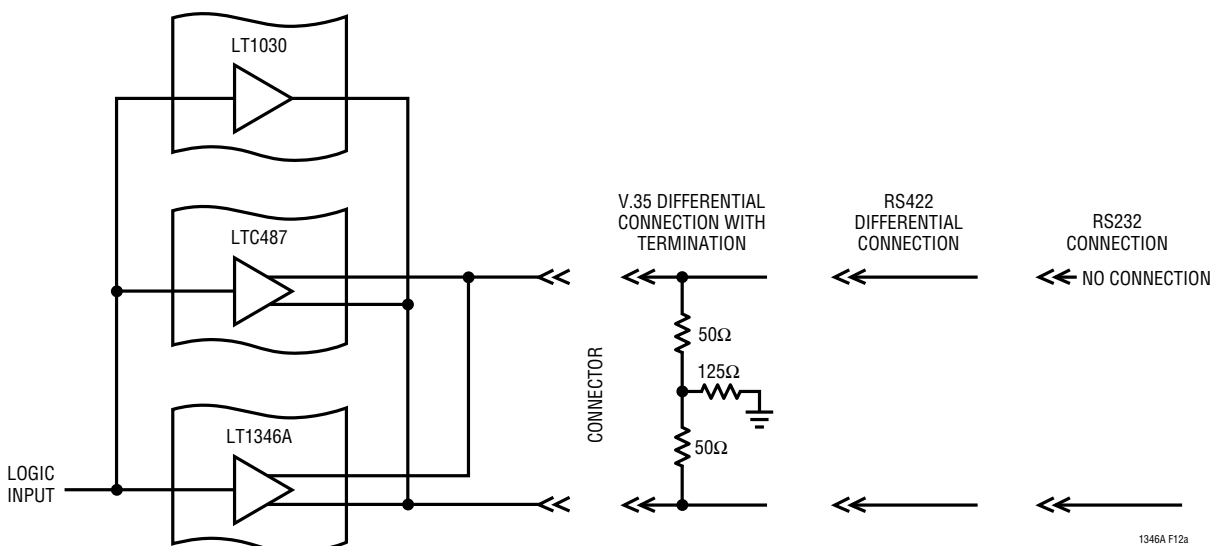 LT1030
LTC487
LT1346A
LOGIC
INPUT
CONNECTOR
V.35 DIFFERENTIAL
CONNECTION WITH
TERMINATION
50Ω
125Ω
50Ω
RS422
DIFFERENTIAL
CONNECTION
RS232
CONNECTION
NO CONNECTION
1346A F12a